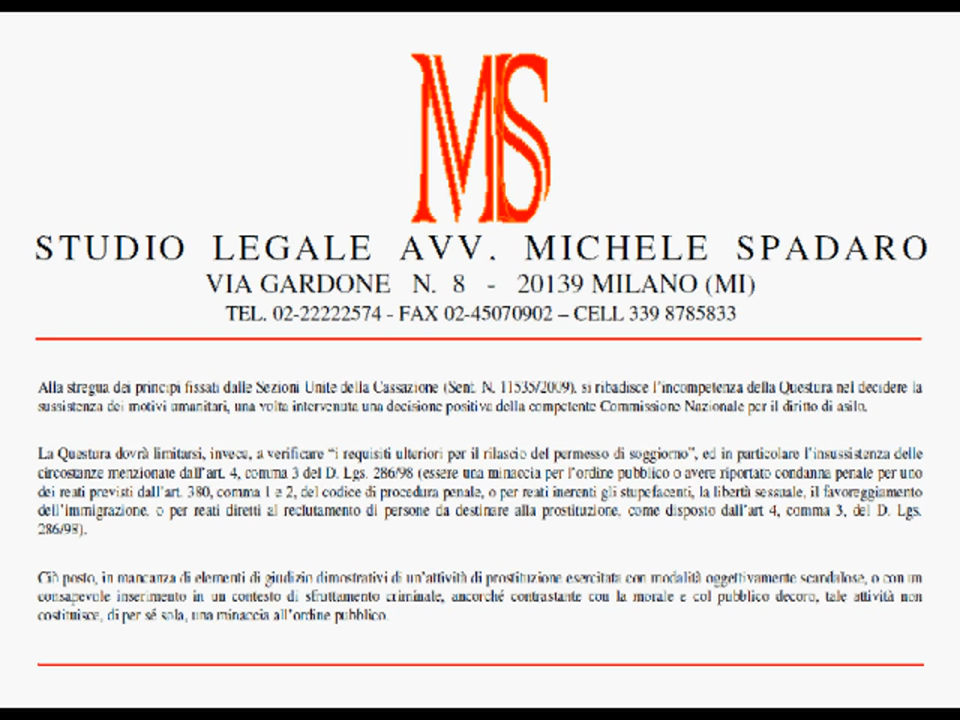 MS
STUDIO LEGALE AVV. MICHELE SPADARO
VIA GARDONE N. 8 - 20139 MILANO (MI)
TEL. 02-22222574 - FAX 02-45070902 – CELL 339 8785833
Alla stregua dei principi fissati dalle Sezioni Unite della Cassazione (Sent. N. 11535/2009), si ribadisce l'incompetenza della Questura nel decidere la
sussistenza dei motivi umanitari, una volta intervenuta una decisione positiva della competente Commissione Nazionale per il diritto di asilo.
La Questura dovrà limitarsi, invece, a verificare “i requisiti ulteriori per il rilascio del permesso di soggiorno”, ed in particolare l'insussistenza delle
circostanze menzionate dall'art. 4, comma 3 del D. Lgs. 286/98 (essere una minaccia per l'ordine pubblico o avere riportato condanna penale per uno
dei reati previsti dall'art. 380, comma 1 e 2, del codice di procedura penale, o per reati inerenti gli stupefacenti, la libertà sessuale, il favoreggiamento
dell'immigrazione, o per reati diretti al reclutamento di persone da destinare alla prostituzione, come disposto dall'art 4, comma 3, del D. Lgs.
286/98).
Ciò posto, in mancanza di elementi di giudizio dimostrativi di un'attività di prostituzione esercitata con modalità oggettivamente scandalose, o con un
consapevole inserimento in un contesto di sfruttamento criminale, ancorché contrastante con la morale e col pubblico decoro, tale attività non
costituisce, di per sé sola, una minaccia all'ordine pubblico.